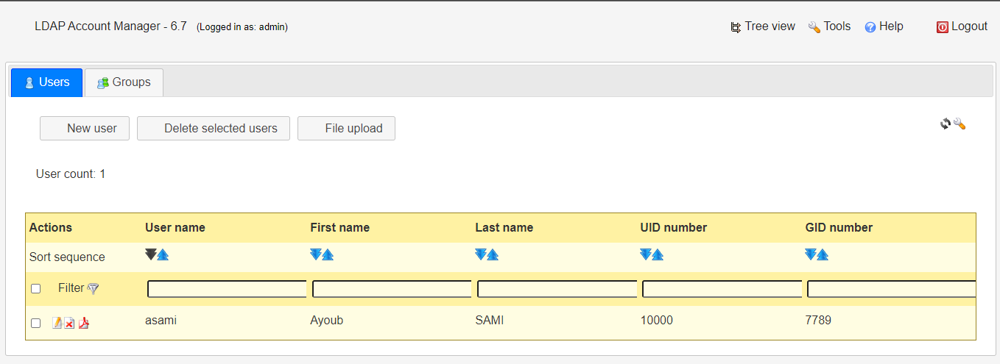 LDAP Account Manager - 6.7 (Logged in as: admin) Tree view Tools Help Logout
Users Groups
New user Delete selected users File upload
User count: 1
Actions User name First name Last name UID number GID number
Sort sequence
Filter
asami Ayoub SAMI 10000 7789